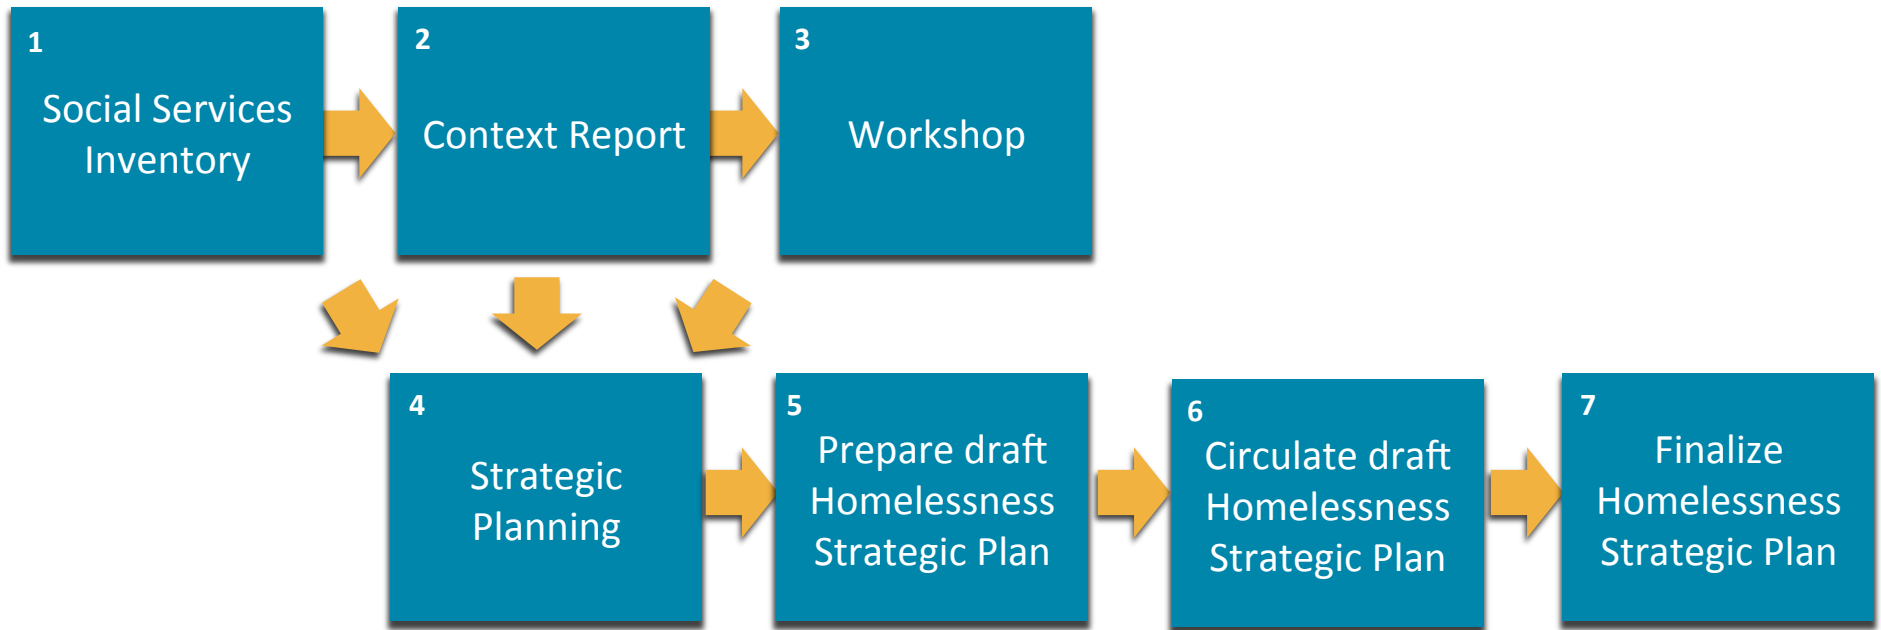 1
Social Services
Inventory
2
Context Report
3
Workshop
4
Strategic
Planning
5
Prepare draft
Homelessness
Strategic Plan
6
Circulate draft
Homelessness
Strategic Plan
7
Finalize
Homelessness
Strategic Plan